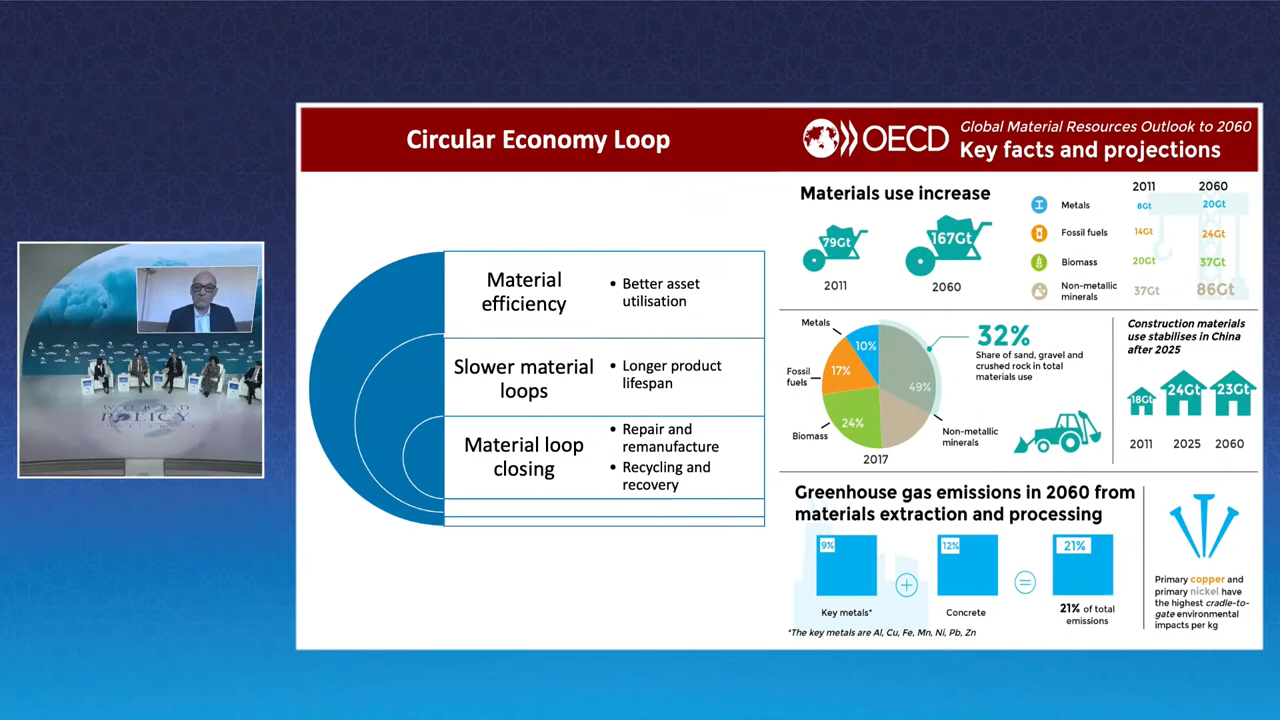 Circular Economy Loop
Material
efficiency
• Better asset
utilisation
Slower material
loops
• Longer product
lifespan
Material loop
closing
• Repair and
remanufacture
• Recycling and
recovery
OECD
Global Material Resources Outlook to 2060
Key facts and projections
Materials use increase
79Gt
2011
167Gt
2060
2011 2060
Metals 8Gt 20Gt
Fossil fuels 14Gt 24Gt
Biomass 20Gt 37Gt
Non-metallic
minerals 37Gt 86Gt
Metals
10%
Fossil
fuels
17%
Biomass
24%
49%
Non-metallic
minerals
2017
32%
Share of sand, gravel and
crushed rock in total
materials use
Construction materials
use stabilises in China
after 2025
18Gt 24Gt 23Gt
2011 2025 2060
Greenhouse gas emissions in 2060 from
materials extraction and processing
9%
Key metals*
+
12%
Concrete
=
21%
21% of total
emissions
*The key metals are Al, Cu, Fe, Mn, Ni, Pb, Zn
Primary copper and
primary nickel have
the highest cradle-to-
gate environmental
impacts per kg
WORLD
POLICY